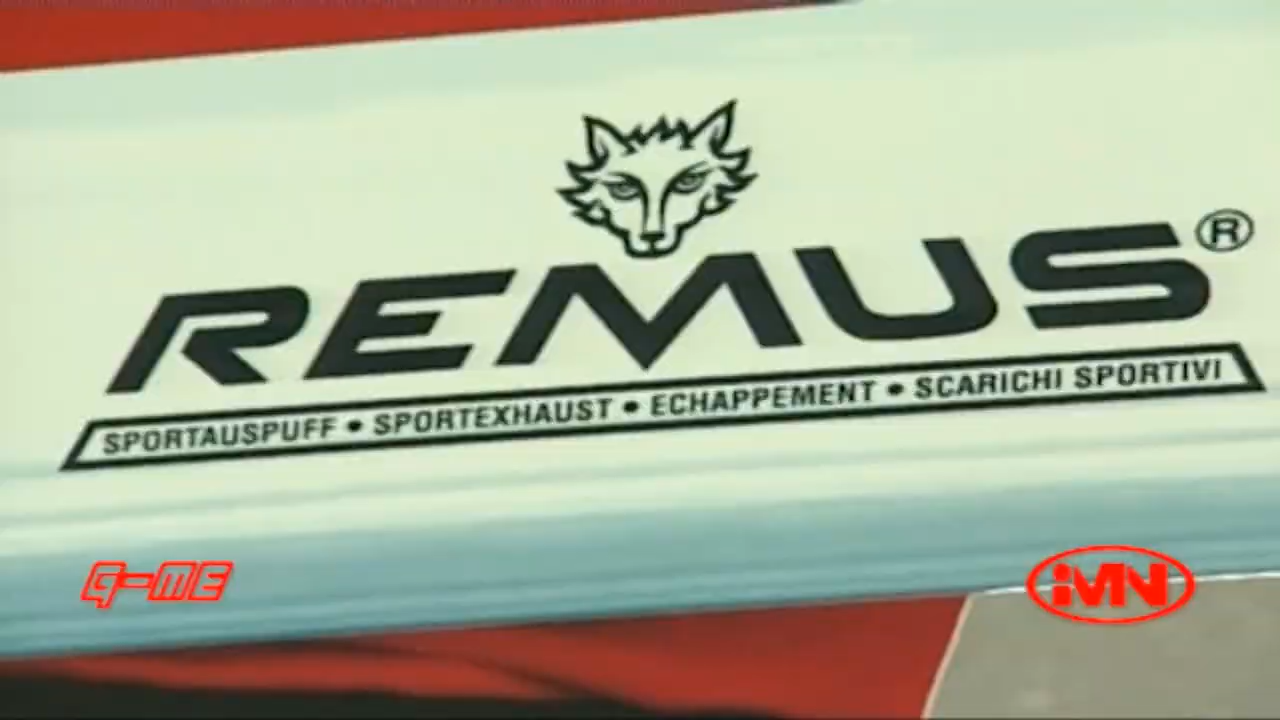 REMUS®
SPORTAUSPUFF • SPORTEXHAUST • ECHAPPEMENT • SCARICHI SPORTIVI
G-ME
iMN